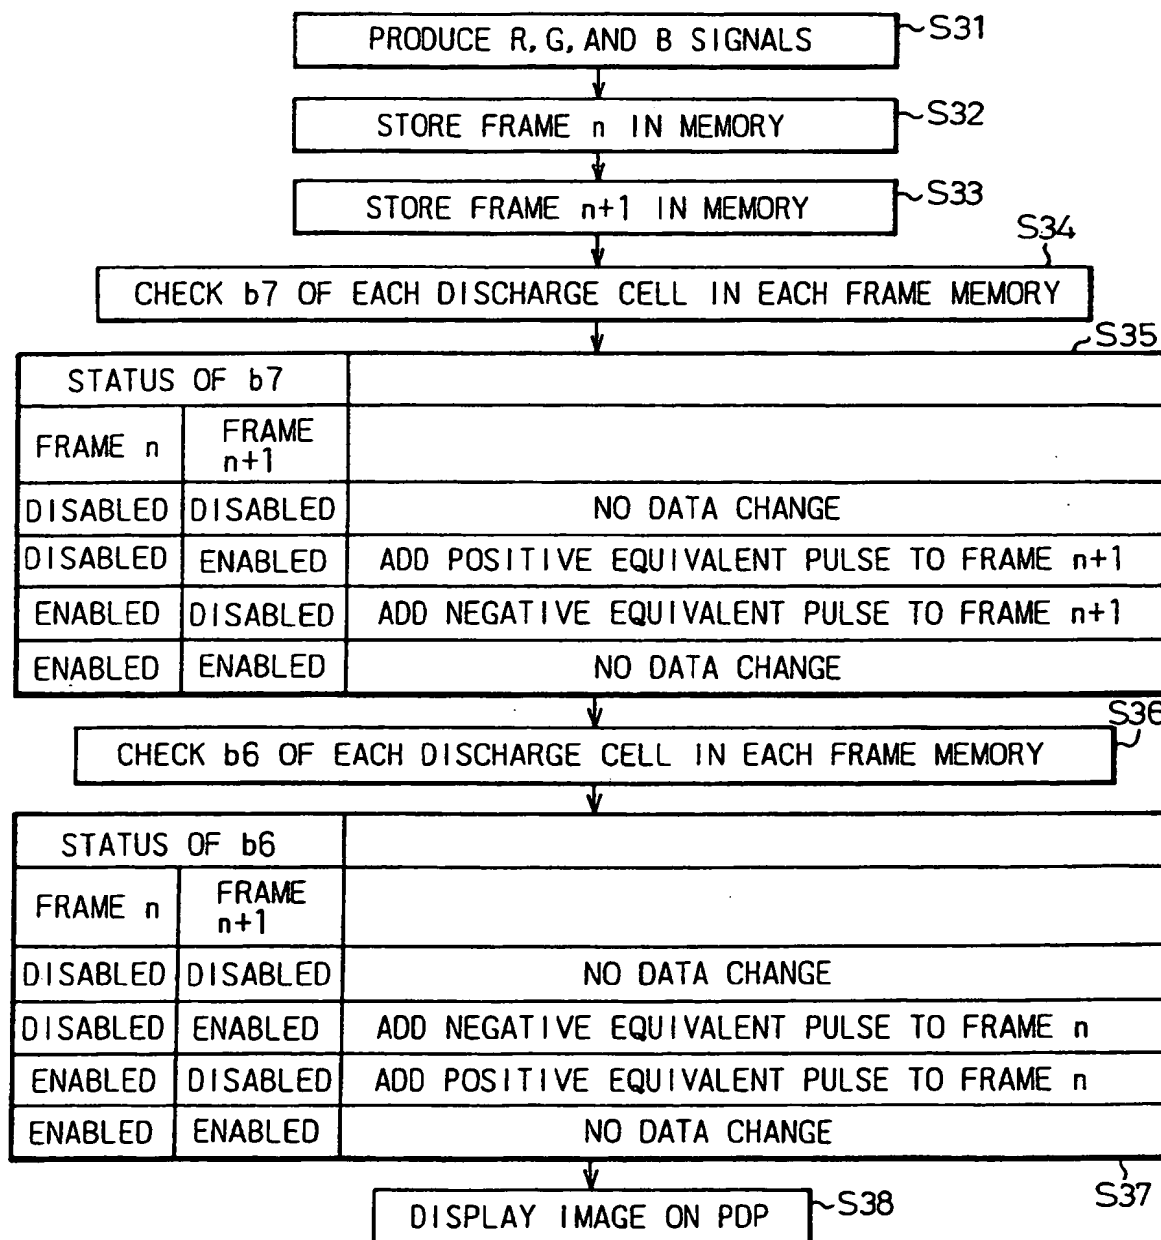 PRODUCE R, G, AND B SIGNALS
S31
STORE FRAME n IN MEMORY
S32
STORE FRAME n+1 IN MEMORY
S33
S34
CHECK b7 OF EACH DISCHARGE CELL IN EACH FRAME MEMORY
S35
STATUS OF b7
FRAME n
FRAME
n+1
DISABLED DISABLED NO DATA CHANGE
DISABLED ENABLED ADD POSITIVE EQUIVALENT PULSE TO FRAME n+1
ENABLED DISABLED ADD NEGATIVE EQUIVALENT PULSE TO FRAME n+1
ENABLED ENABLED NO DATA CHANGE
S36
CHECK b6 OF EACH DISCHARGE CELL IN EACH FRAME MEMORY
STATUS OF b6
FRAME n
FRAME
n+1
DISABLED DISABLED NO DATA CHANGE
DISABLED ENABLED ADD NEGATIVE EQUIVALENT PULSE TO FRAME n
ENABLED DISABLED ADD POSITIVE EQUIVALENT PULSE TO FRAME n
ENABLED ENABLED NO DATA CHANGE
S37
DISPLAY IMAGE ON PDP
S38